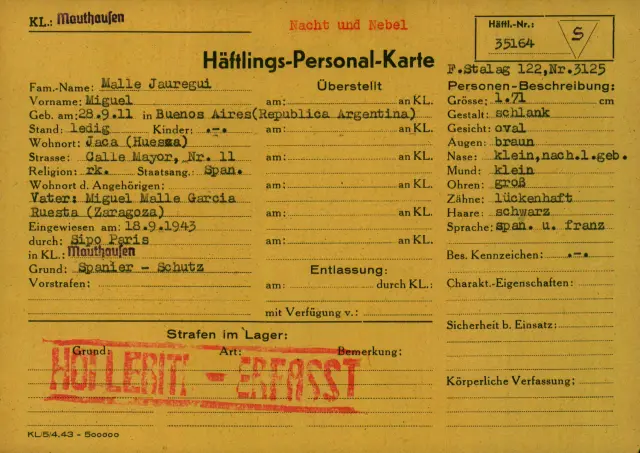 KL.: Mauthausen
Nacht und Nebel
Häftl.-Nr.:
35164
S
Häftlings-Personal-Karte
F.Stalag 122,Nr.3125
Fam.-Name: Malle Jauregui
Vorname: Miguel
Geb. am: 28.9.11 in Buenos Aires(Republica Argentina)
Stand: ledig Kinder: -.-
Wohnort: Jaca (Huesca)
Strasse: Calle Mayor, Nr. 11
Religion: rk. Staatsang.: Span.
Wohnort d. Angehörigen:
Vater: Miguel Malle Garcia
Ruesta (Zaragoza)
Eingewiesen am: 18.9.1943
durch: Sipo Paris
in KL.: Mauthausen
Grund: Spanier - Schutz
Vorstrafen:
Überstellt
am: an KL.
am: an KL.
am: an KL.
am: an KL.
am: an KL.
am: an KL.
Entlassung:
am: durch KL.:
mit Verfügung v.:
Personen-Beschreibung:
Grösse: 1.71 cm
Gestalt: schlank
Gesicht: oval
Augen: braun
Nase: klein,nach.l.geb.
Mund: klein
Ohren: groß
Zähne: lückenhaft
Haare: schwarz
Sprache: span. u. franz
Bes. Kennzeichen: -.-
Charakt.-Eigenschaften:
Sicherheit b. Einsatz:
Körperliche Verfassung:
Strafen im Lager:
Grund: Art: Bemerkung:
HOLLERITH - ERFASST
KL/5/4.43 - 500000